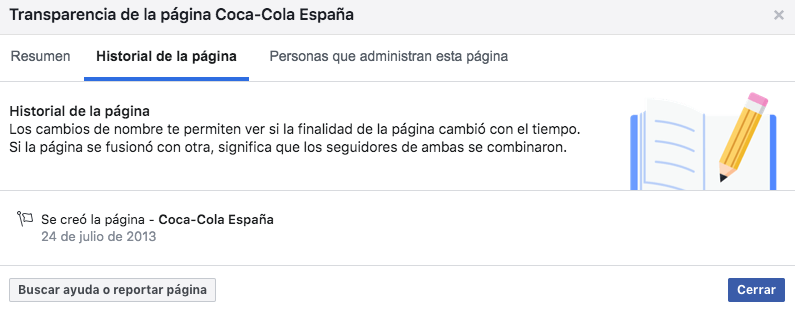 Transparencia de la página Coca-Cola España
×
Resumen
Historial de la página
Personas que administran esta página
Historial de la página
Los cambios de nombre te permiten ver si la finalidad de la página cambió con el tiempo.
Si la página se fusionó con otra, significa que los seguidores de ambas se combinaron.
Se creó la página - Coca-Cola España
24 de julio de 2013
Buscar ayuda o reportar página
Cerrar